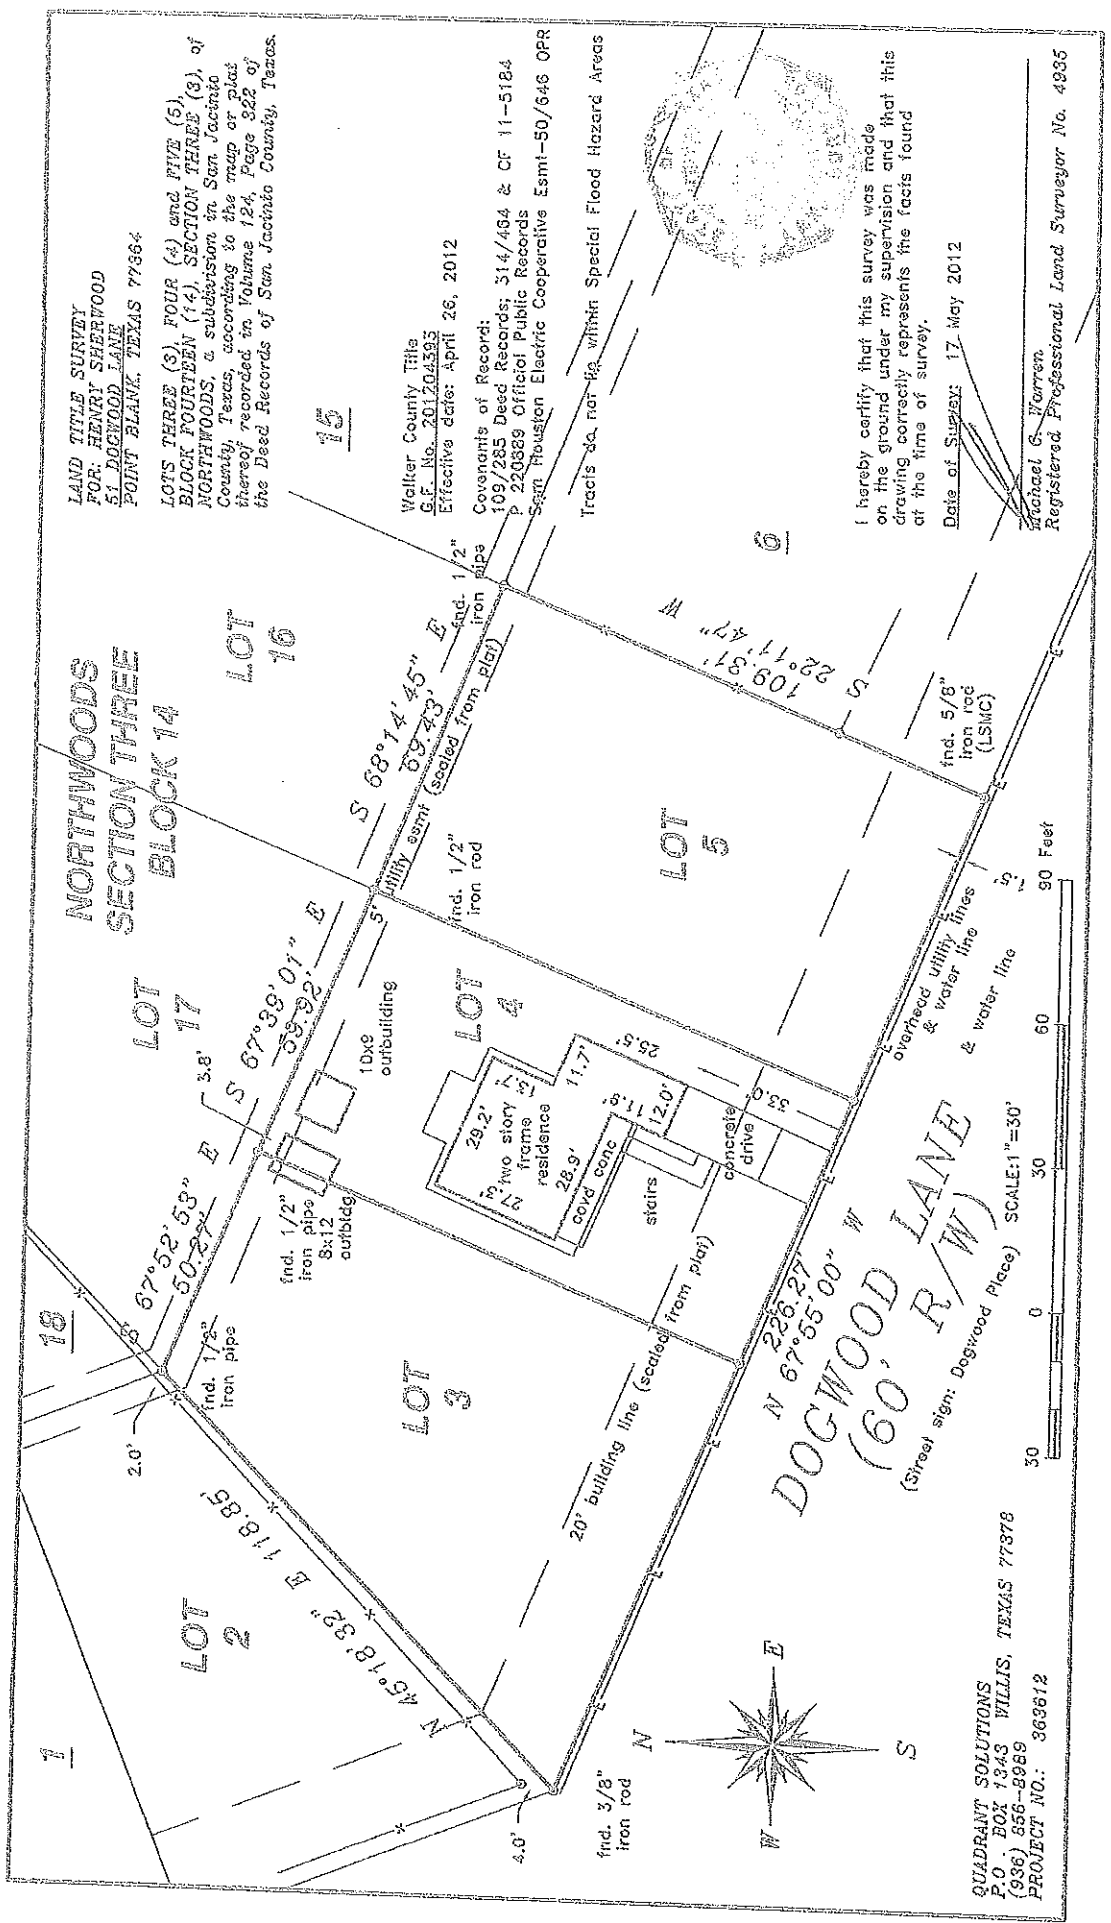 LAND TITLE SURVEY
FOR: HENRY SHERWOOD
51 DOGWOOD LANE
POINT BLANK, TEXAS 77364
LOTS THREE (3), FOUR (4) and FIVE (5),
BLOCK FOURTEEN (14), SECTION THREE (3), of
NORTHWOODS, a subdivision in San Jacinto
County, Texas, according to the map or plat
thereof recorded in Volume 124, Page 322 of
the Deed Records of San Jacinto County, Texas.
NORTHWOODS
SECTION THREE
BLOCK 14
Walker County Title
G.F. No. 201204395
Effective date: April 26, 2012
Covenants of Record:
109/285 Deed Records; 314/464 & CF 11-5184
P 220889 Official Public Records
Sam Houston Electric Cooperative Esmt-50/646 OPR
Tracts do not lie within Special Flood Hazard Areas
1
LOT
2
18
LOT
17
LOT
16
15
6
2.0'
S 67°52'53" E
50.27'
3.8'
S 67°39'01" E
59.92'
S 68°14'45" E
69.43'
5' utility esmt (scaled from plat)
fnd. 1/2"
iron pipe
fnd. 1/2"
iron pipe
8x12
outbldg
10x9
outbuilding
fnd. 1/2"
iron rod
fnd. 1/2"
iron pipe
N 45°18'32" E 118.85'
LOT
3
LOT
4
LOT
5
109.31'
S 22°11'47" W
29.2'
13.7'
11.7'
25.5'
27.3'
two story
frame
residence
28.9'
covd conc
11.9'
12.0'
stairs
concrete
drive
33.0'
20' building line (scaled from plat)
4.0'
fnd. 3/8"
iron rod
fnd. 5/8"
iron rod
(LSMC)
7.5'
overhead utility lines
& water line
& water line
226.27'
N 67°55'00" W
DOGWOOD LANE
(60' R/W)
(Street sign: Dogwood Place)
SCALE:1"=30'
30 0 30 60 90 Feet
N
W E
S
I hereby certify that this survey was made
on the ground under my supervision and that this
drawing correctly represents the facts found
at the time of survey.
Date of Survey: 17 May 2012
Michael G. Warren
Registered Professional Land Surveyor No. 4935
QUADRANT SOLUTIONS
P.O. BOX 1343 WILLIS, TEXAS 77378
(936) 856-8989
PROJECT NO.: 363612